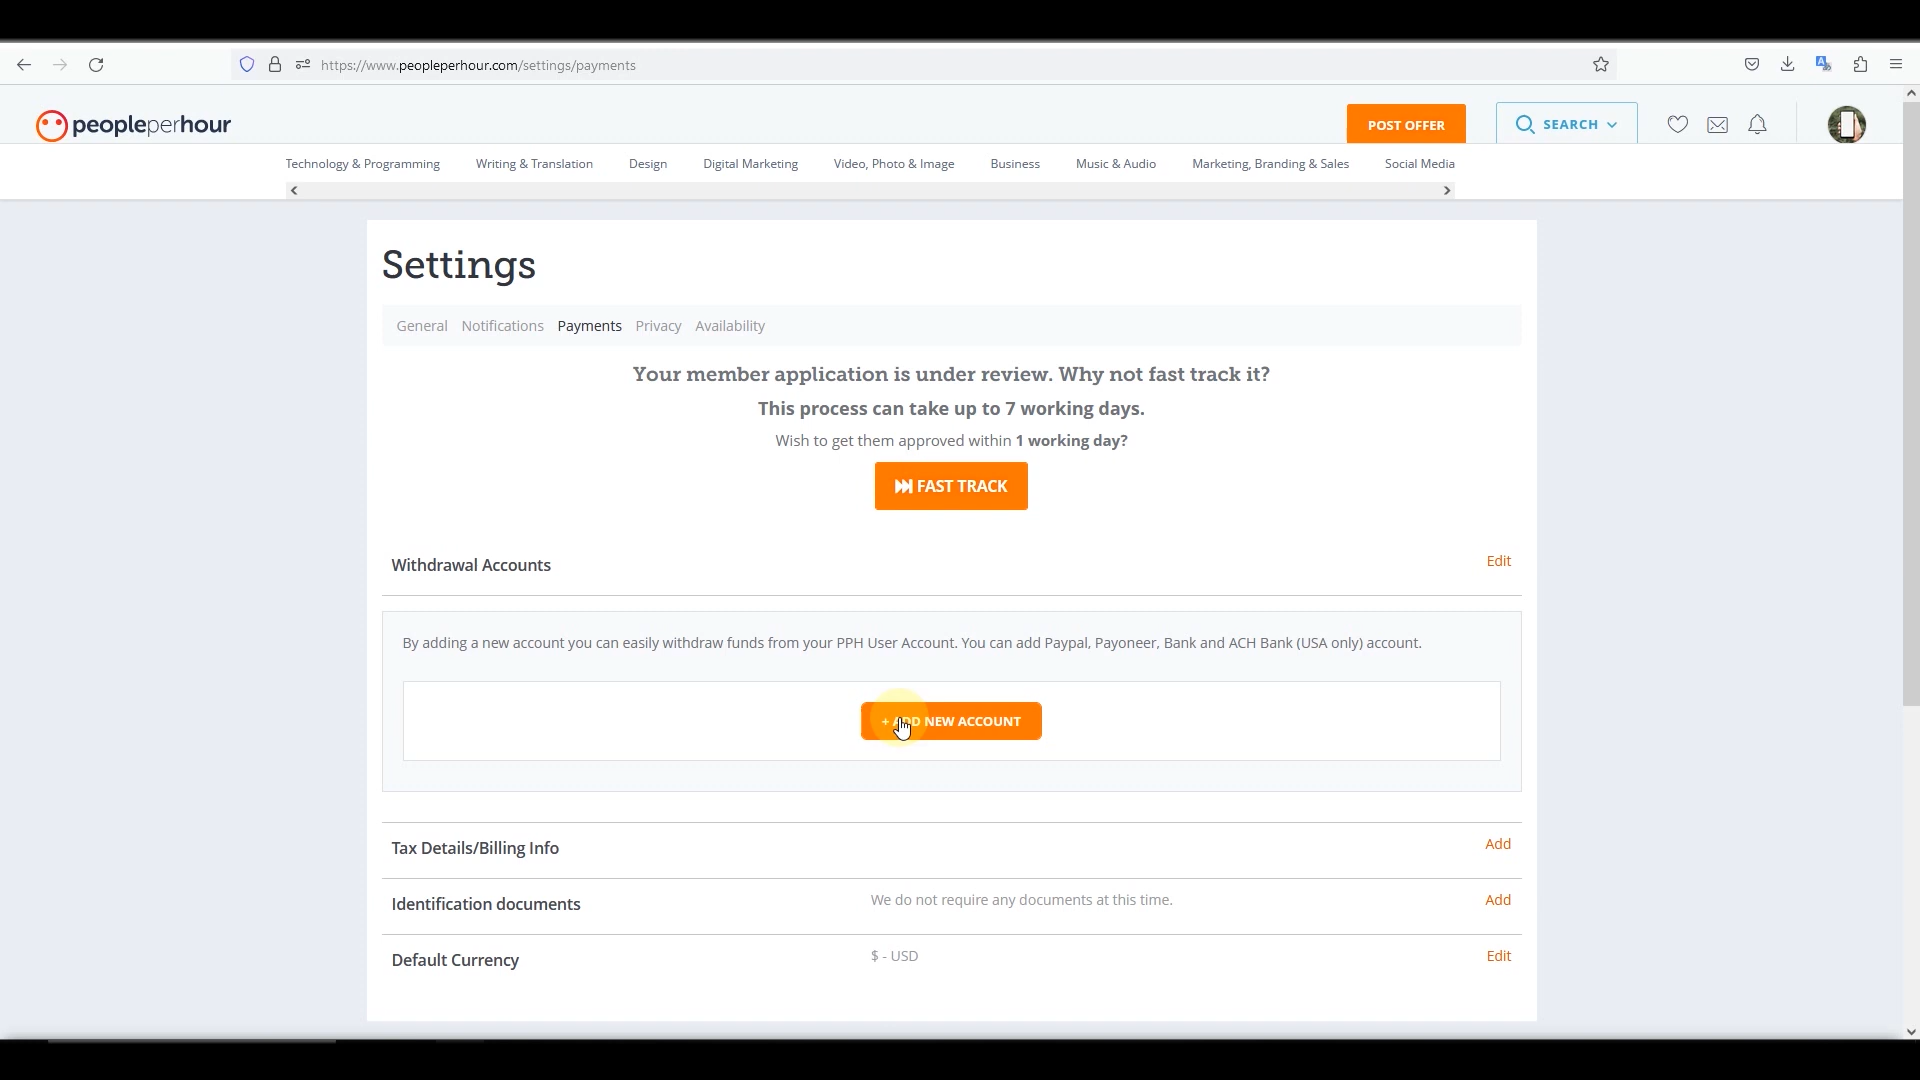 https://www.peopleperhour.com/settings/payments
peopleperhour
POST OFFER
SEARCH
Technology & Programming
Writing & Translation
Design
Digital Marketing
Video, Photo & Image
Business
Music & Audio
Marketing, Branding & Sales
Social Media
Settings
General Notifications Payments Privacy Availability
Your member application is under review. Why not fast track it?
This process can take up to 7 working days.
Wish to get them approved within 1 working day?
FAST TRACK
Withdrawal Accounts
Edit
By adding a new account you can easily withdraw funds from your PPH User Account. You can add Paypal, Payoneer, Bank and ACH Bank (USA only) account.
+ ADD NEW ACCOUNT
Tax Details/Billing Info
Add
Identification documents
We do not require any documents at this time.
Add
Default Currency
$ - USD
Edit